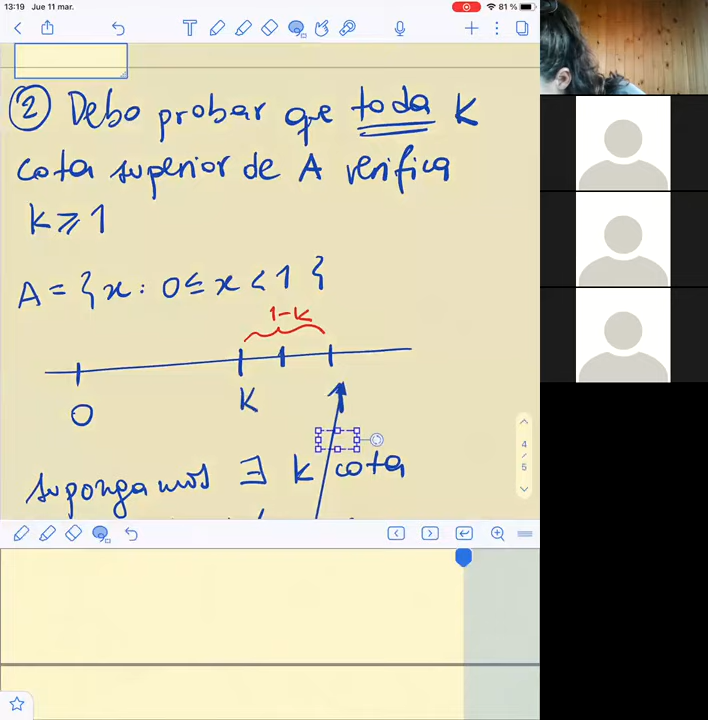 13:19 Jue 11 mar.
81 %
② Debo probar que toda K
cota superior de A verifica
k ⩾ 1
A = { x : 0 ≤ x < 1 }
1-K
0
K
supongamos ∃ k cota
4
5